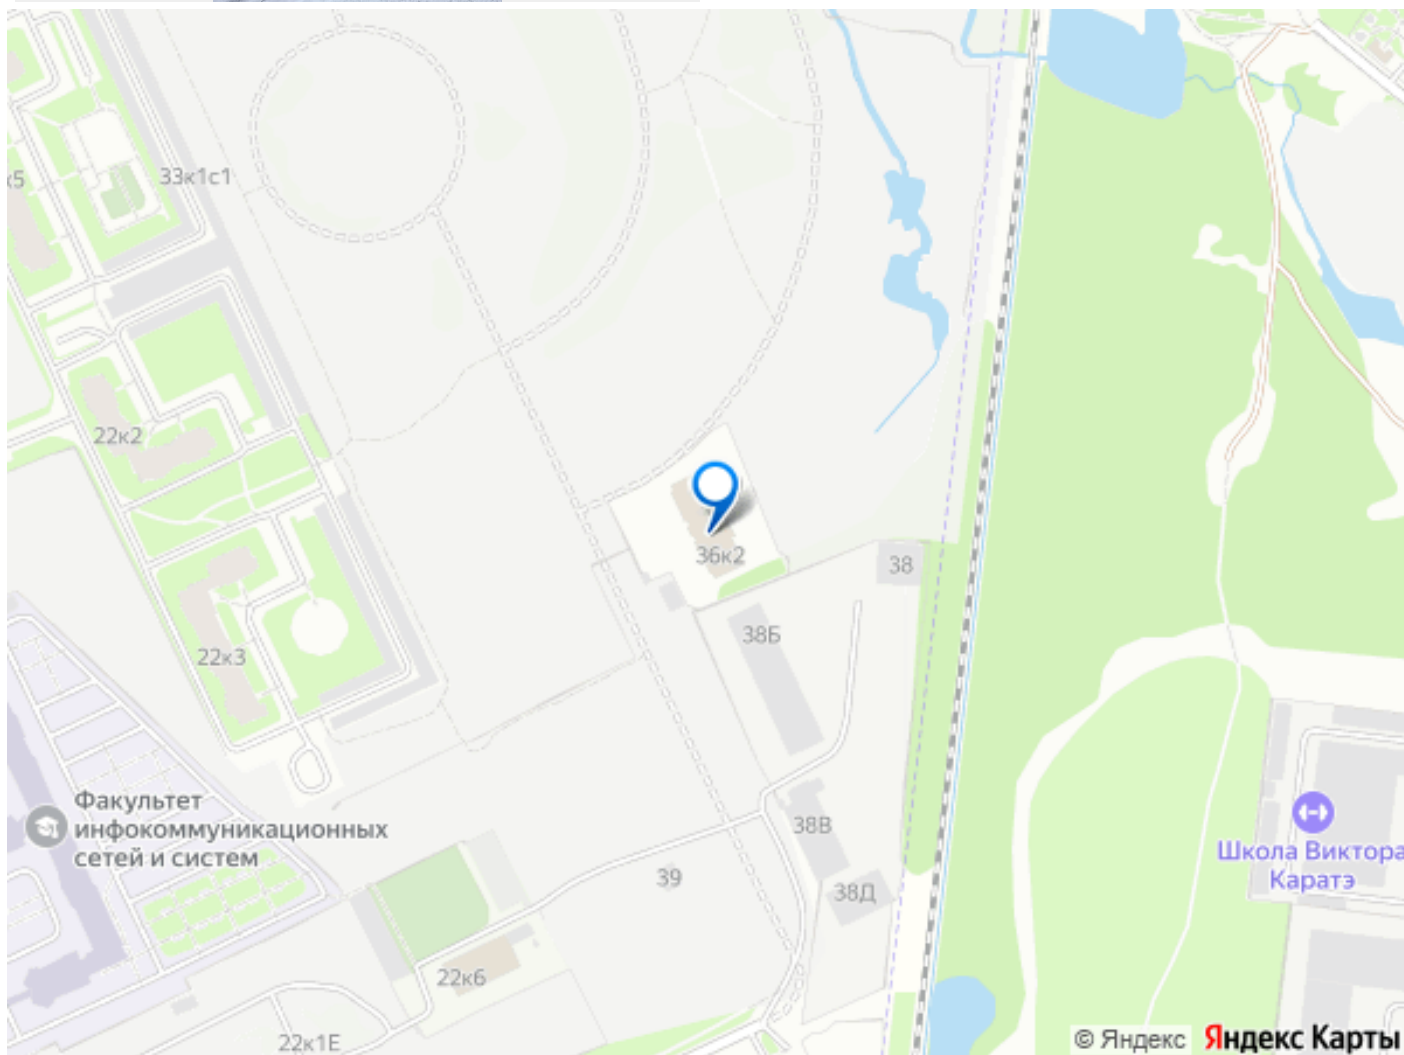 33к1с1
к5
22к2
36к2
38
38Б
22к3
Факультет
инфокоммуникационных
сетей и систем
38В
Школа Виктора
Каратэ
39
38Д
22к6
22к1Е
© Яндекс Яндекс Карты